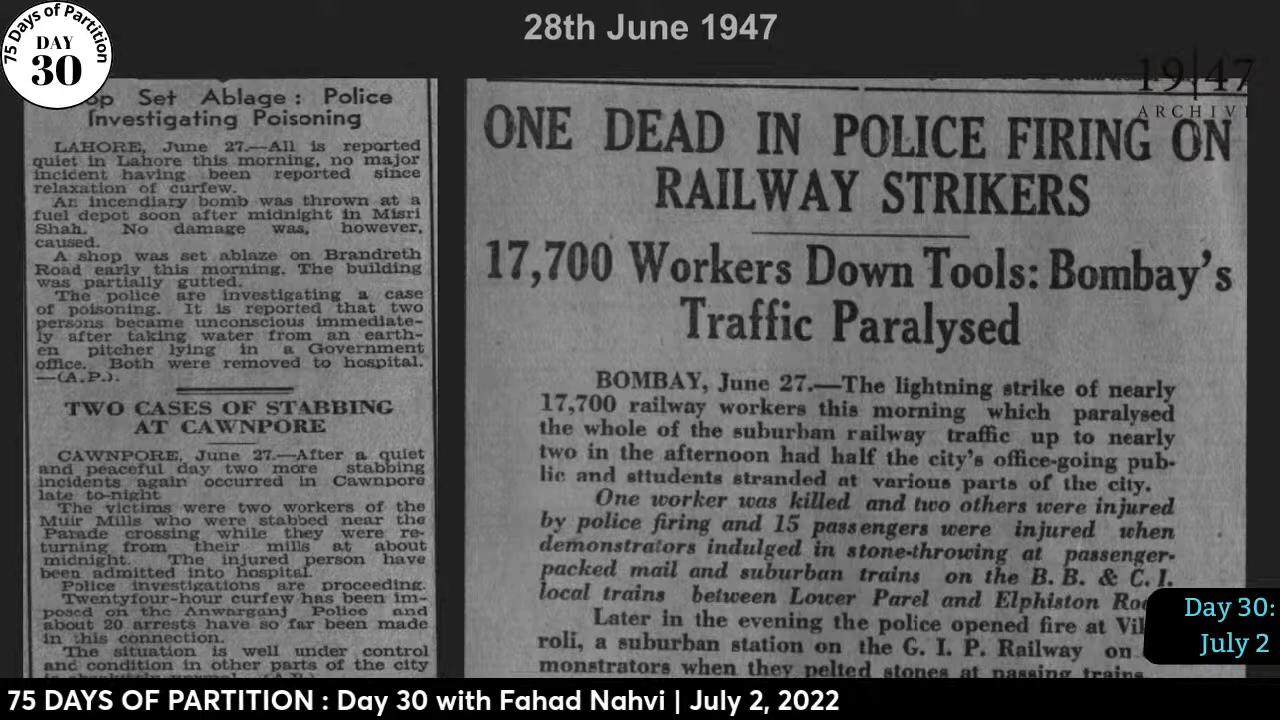 75 Days of Partition
DAY
30
28th June 1947
19|47
ARCHIVE
op Set Ablage : Police
Investigating Poisoning
LAHORE, June 27.—All is reported
quiet in Lahore this morning, no major
incident having been reported since
relaxation of curfew.
An incendiary bomb was thrown at a
fuel depot soon after midnight in Misri
Shah. No damage was, however,
caused.
A shop was set ablaze on Brandreth
Road early this morning. The building
was partially gutted.
The police are investigating a case
of poisoning. It is reported that two
persons became unconscious immediate-
ly after taking water from an earth-
en pitcher lying in a Government
office. Both were removed to hospital.
—(A.P.).
TWO CASES OF STABBING
AT CAWNPORE
CAWNPORE, June 27.—After a quiet
and peaceful day two more stabbing
incidents again occurred in Cawnpore
late to-night
The victims were two workers of the
Muir Mills who were stabbed near the
Parade crossing while they were re-
turning from their mills at about
midnight. The injured person have
been admitted into hospital.
Police investigations are proceeding.
Twentyfour-hour curfew has been im-
posed on the Anwarganj Police and
about 20 arrests have so far been made
in this connection.
The situation is well under control
and condition in other parts of the city
ONE DEAD IN POLICE FIRING ON
RAILWAY STRIKERS
17,700 Workers Down Tools: Bombay's
Traffic Paralysed
BOMBAY, June 27.—The lightning strike of nearly
17,700 railway workers this morning which paralysed
the whole of the suburban railway traffic up to nearly
two in the afternoon had half the city's office-going pub-
lic and sttudents stranded at various parts of the city.
One worker was killed and two others were injured
by police firing and 15 passengers were injured when
demonstrators indulged in stone-throwing at passenger-
packed mail and suburban trains on the B. B. & C. I.
local trains between Lower Parel and Elphiston Ro
Later in the evening the police opened fire at Vik
roli, a suburban station on the G. I. P. Railway on
monstrators when they pelted stones at passing trains
Day 30:
July 2
75 DAYS OF PARTITION : Day 30 with Fahad Nahvi | July 2, 2022